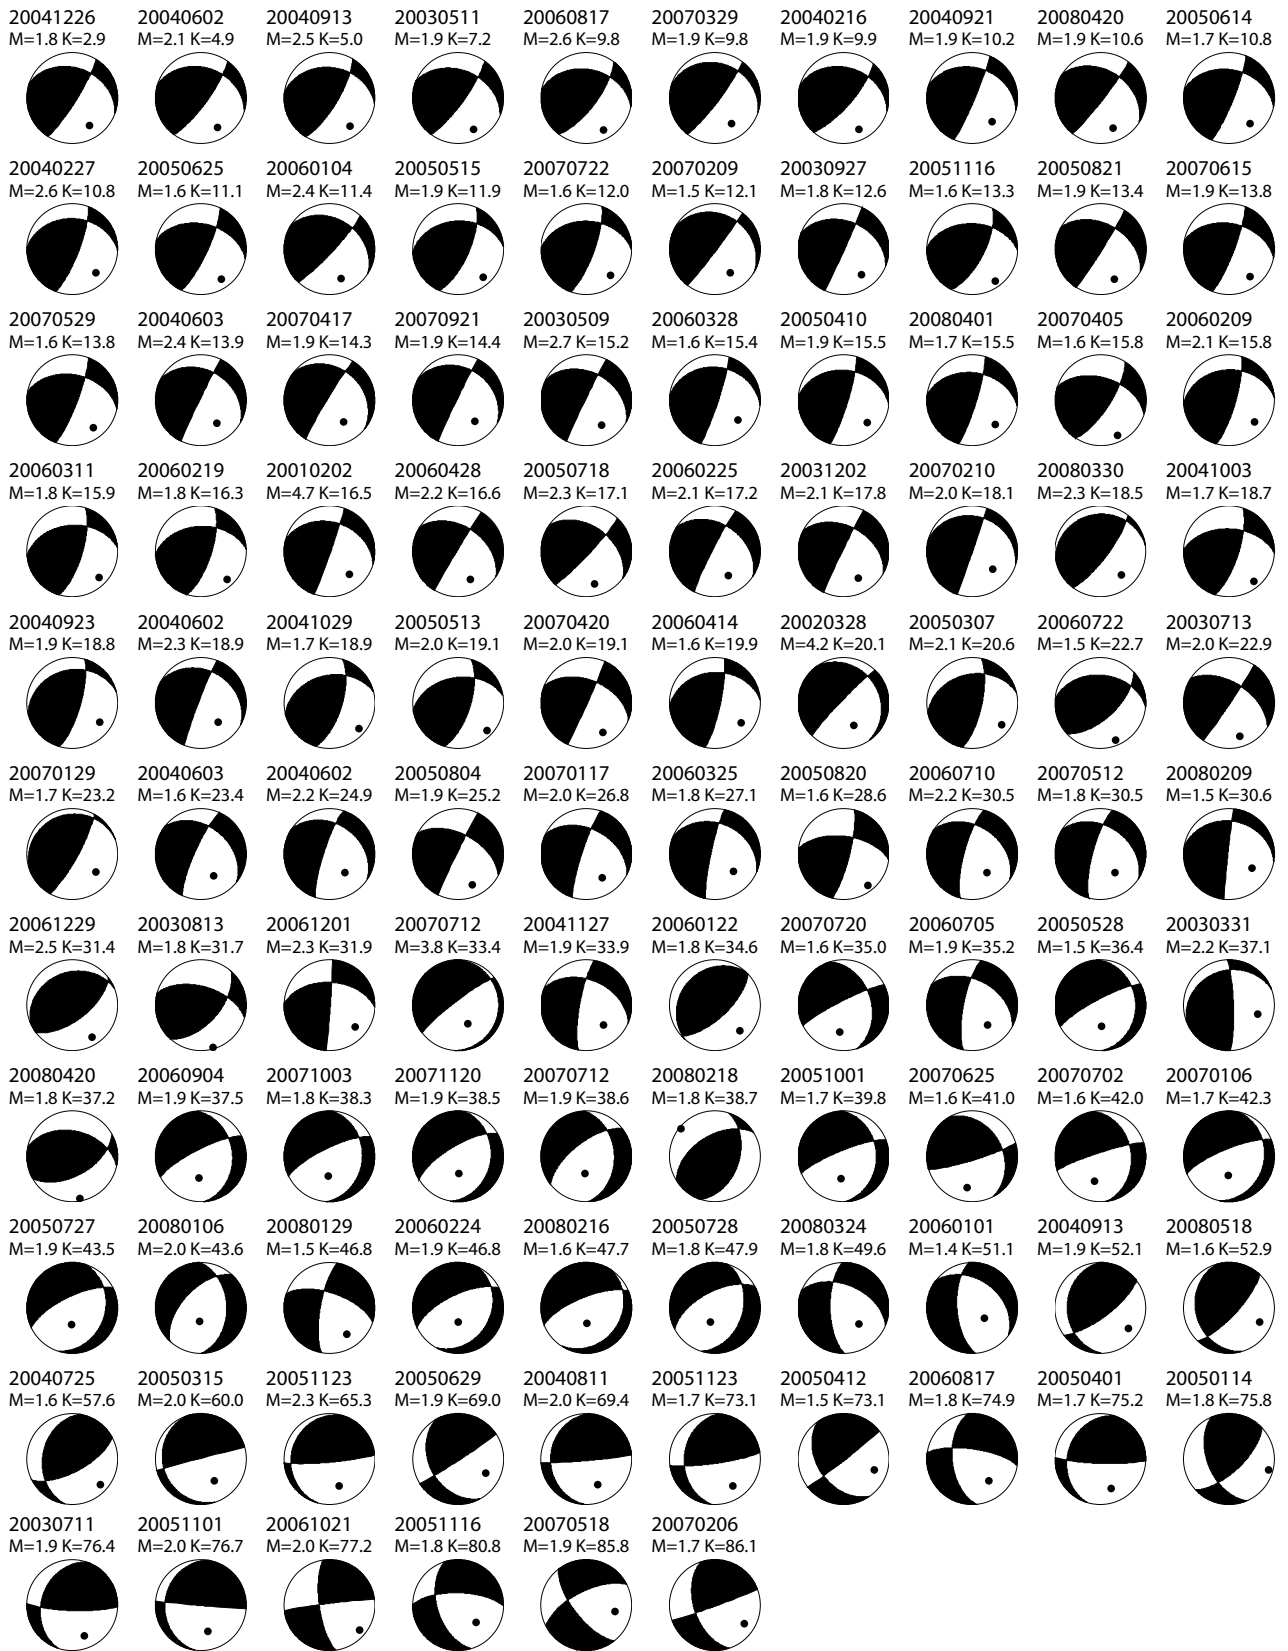 20041226 20040602 20040913 20030511 20060817 20070329 20040216 20040921 20080420 20050614
M=1.8 K=2.9 M=2.1 K=4.9 M=2.5 K=5.0 M=1.9 K=7.2 M=2.6 K=9.8 M=1.9 K=9.8 M=1.9 K=9.9 M=1.9 K=10.2 M=1.9 K=10.6 M=1.7 K=10.8
20040227 20050625 20060104 20050515 20070722 20070209 20030927 20051116 20050821 20070615
M=2.6 K=10.8 M=1.6 K=11.1 M=2.4 K=11.4 M=1.9 K=11.9 M=1.6 K=12.0 M=1.5 K=12.1 M=1.8 K=12.6 M=1.6 K=13.3 M=1.9 K=13.4 M=1.9 K=13.8
20070529 20040603 20070417 20070921 20030509 20060328 20050410 20080401 20070405 20060209
M=1.6 K=13.8 M=2.4 K=13.9 M=1.9 K=14.3 M=1.9 K=14.4 M=2.7 K=15.2 M=1.6 K=15.4 M=1.9 K=15.5 M=1.7 K=15.5 M=1.6 K=15.8 M=2.1 K=15.8
20060311 20060219 20010202 20060428 20050718 20060225 20031202 20070210 20080330 20041003
M=1.8 K=15.9 M=1.8 K=16.3 M=4.7 K=16.5 M=2.2 K=16.6 M=2.3 K=17.1 M=2.1 K=17.2 M=2.1 K=17.8 M=2.0 K=18.1 M=2.3 K=18.5 M=1.7 K=18.7
20040923 20040602 20041029 20050513 20070420 20060414 20020328 20050307 20060722 20030713
M=1.9 K=18.8 M=2.3 K=18.9 M=1.7 K=18.9 M=2.0 K=19.1 M=2.0 K=19.1 M=1.6 K=19.9 M=4.2 K=20.1 M=2.1 K=20.6 M=1.5 K=22.7 M=2.0 K=22.9
20070129 20040603 20040602 20050804 20070117 20060325 20050820 20060710 20070512 20080209
M=1.7 K=23.2 M=1.6 K=23.4 M=2.2 K=24.9 M=1.9 K=25.2 M=2.0 K=26.8 M=1.8 K=27.1 M=1.6 K=28.6 M=2.2 K=30.5 M=1.8 K=30.5 M=1.5 K=30.6
20061229 20030813 20061201 20070712 20041127 20060122 20070720 20060705 20050528 20030331
M=2.5 K=31.4 M=1.8 K=31.7 M=2.3 K=31.9 M=3.8 K=33.4 M=1.9 K=33.9 M=1.8 K=34.6 M=1.6 K=35.0 M=1.9 K=35.2 M=1.5 K=36.4 M=2.2 K=37.1
20080420 20060904 20071003 20071120 20070712 20080218 20051001 20070625 20070702 20070106
M=1.8 K=37.2 M=1.9 K=37.5 M=1.8 K=38.3 M=1.9 K=38.5 M=1.9 K=38.6 M=1.8 K=38.7 M=1.7 K=39.8 M=1.6 K=41.0 M=1.6 K=42.0 M=1.7 K=42.3
20050727 20080106 20080129 20060224 20080216 20050728 20080324 20060101 20040913 20080518
M=1.9 K=43.5 M=2.0 K=43.6 M=1.5 K=46.8 M=1.9 K=46.8 M=1.6 K=47.7 M=1.8 K=47.9 M=1.8 K=49.6 M=1.4 K=51.1 M=1.9 K=52.1 M=1.6 K=52.9
20040725 20050315 20051123 20050629 20040811 20051123 20050412 20060817 20050401 20050114
M=1.6 K=57.6 M=2.0 K=60.0 M=2.3 K=65.3 M=1.9 K=69.0 M=2.0 K=69.4 M=1.7 K=73.1 M=1.5 K=73.1 M=1.8 K=74.9 M=1.7 K=75.2 M=1.8 K=75.8
20030711 20051101 20061021 20051116 20070518 20070206
M=1.9 K=76.4 M=2.0 K=76.7 M=2.0 K=77.2 M=1.8 K=80.8 M=1.9 K=85.8 M=1.7 K=86.1